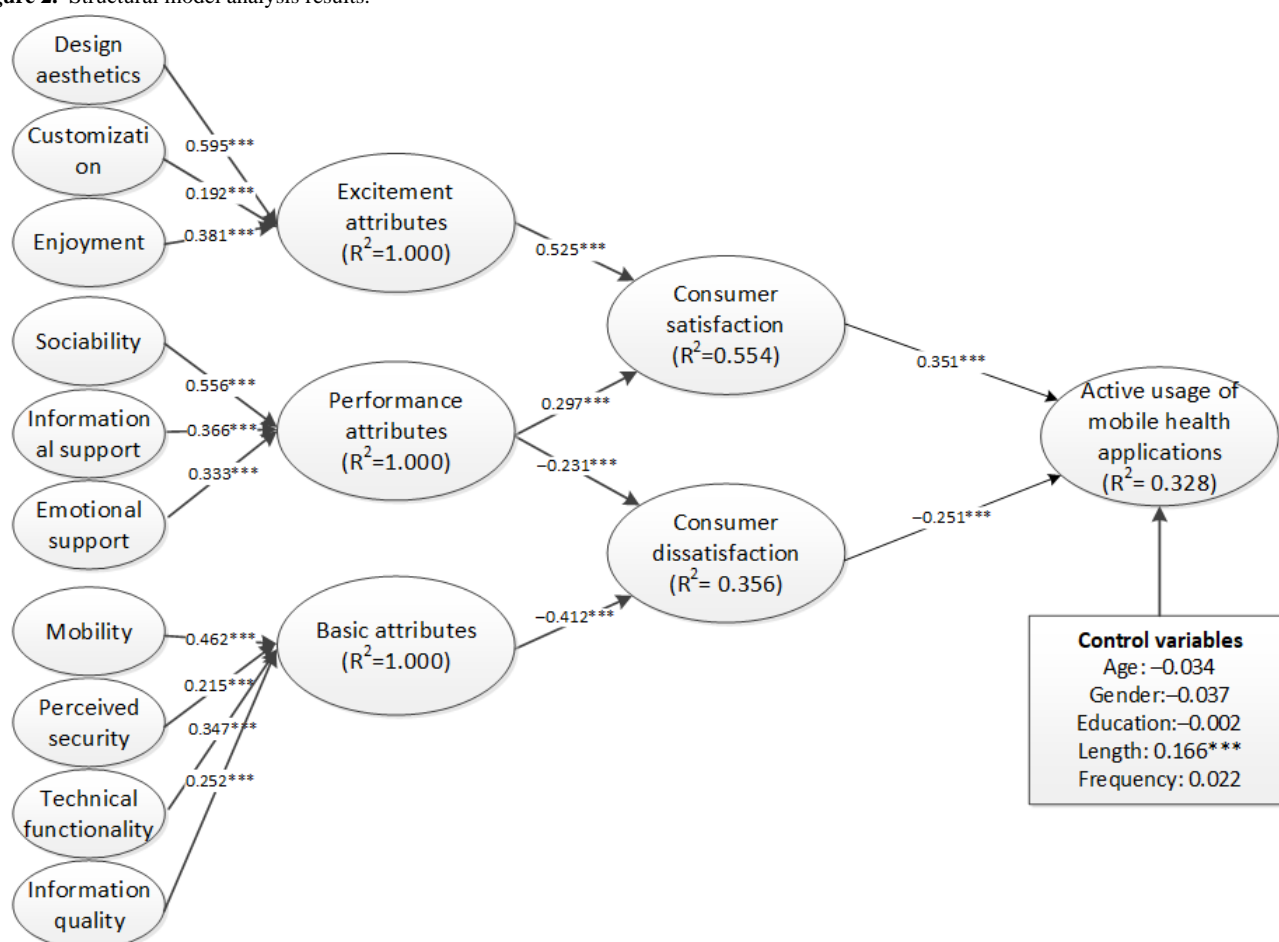 gure 2. Structural model analysis results.
Design
aesthetics
Customizati
on
Enjoyment
Sociability
Information
al support
Emotional
support
Mobility
Perceived
security
Technical
functionality
Information
quality
0.595***
0.192***
0.381***
0.556***
0.366***
0.333***
0.462***
0.215***
0.347***
0.252***
Excitement
attributes
(R²=1.000)
Performance
attributes
(R²=1.000)
Basic attributes
(R²=1.000)
0.525***
0.297***
−0.231***
−0.412***
Consumer
satisfaction
(R²=0.554)
Consumer
dissatisfaction
(R²= 0.356)
0.351***
−0.251***
Active usage of
mobile health
applications
(R²= 0.328)
Control variables
Age: −0.034
Gender:−0.037
Education:−0.002
Length: 0.166***
Frequency: 0.022